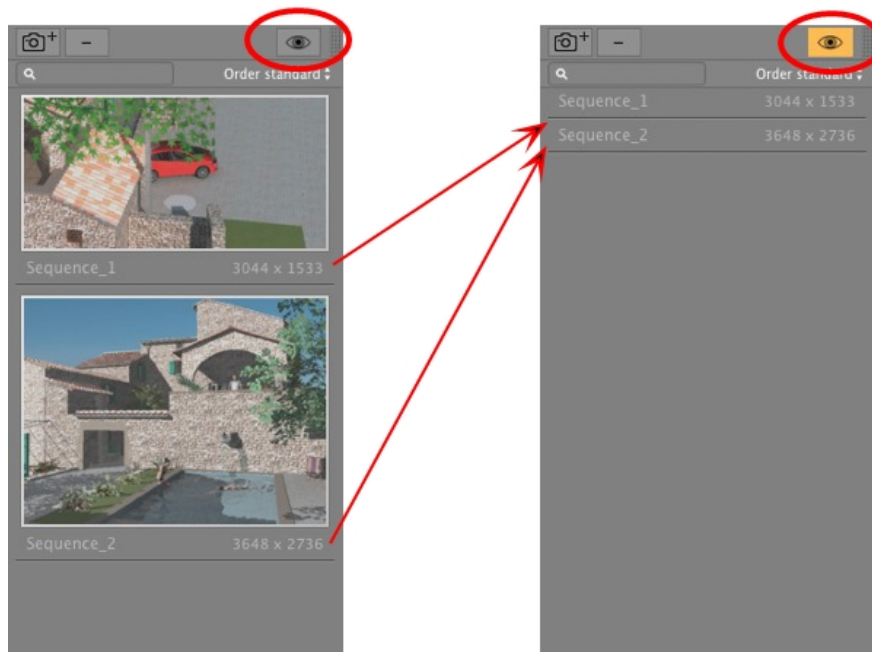 Order standard
Sequence_1 3044 x 1533
Sequence_2 3648 x 2736
Order standard
Sequence_1 3044 x 1533
Sequence_2 3648 x 2736